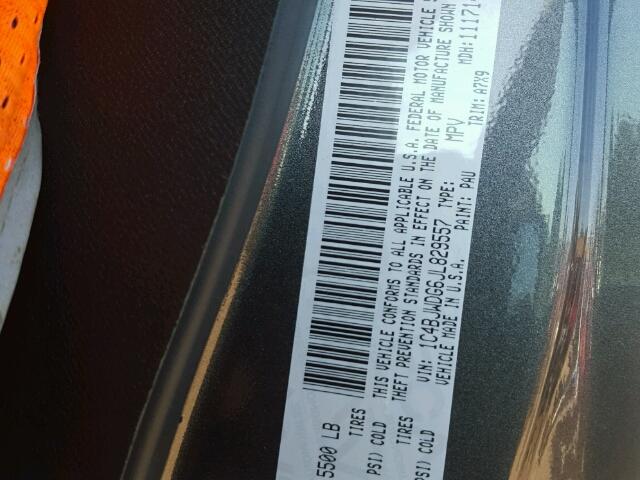 5500 LB
TIRES
PSI) COLD
THIS VEHICLE CONFORMS TO ALL APPLICABLE U.S.A. FEDERAL MOTOR VEHICLE
THEFT PREVENTION STANDARDS IN EFFECT ON THE DATE OF MANUFACTURE SHOWN
TIRES
VIN: 1C4BJWDG6JL829557 TYPE: MPV MDH: 11171
PSI) COLD
VEHICLE MADE IN U.S.A. PAINT: PAU TRIM: A7X9